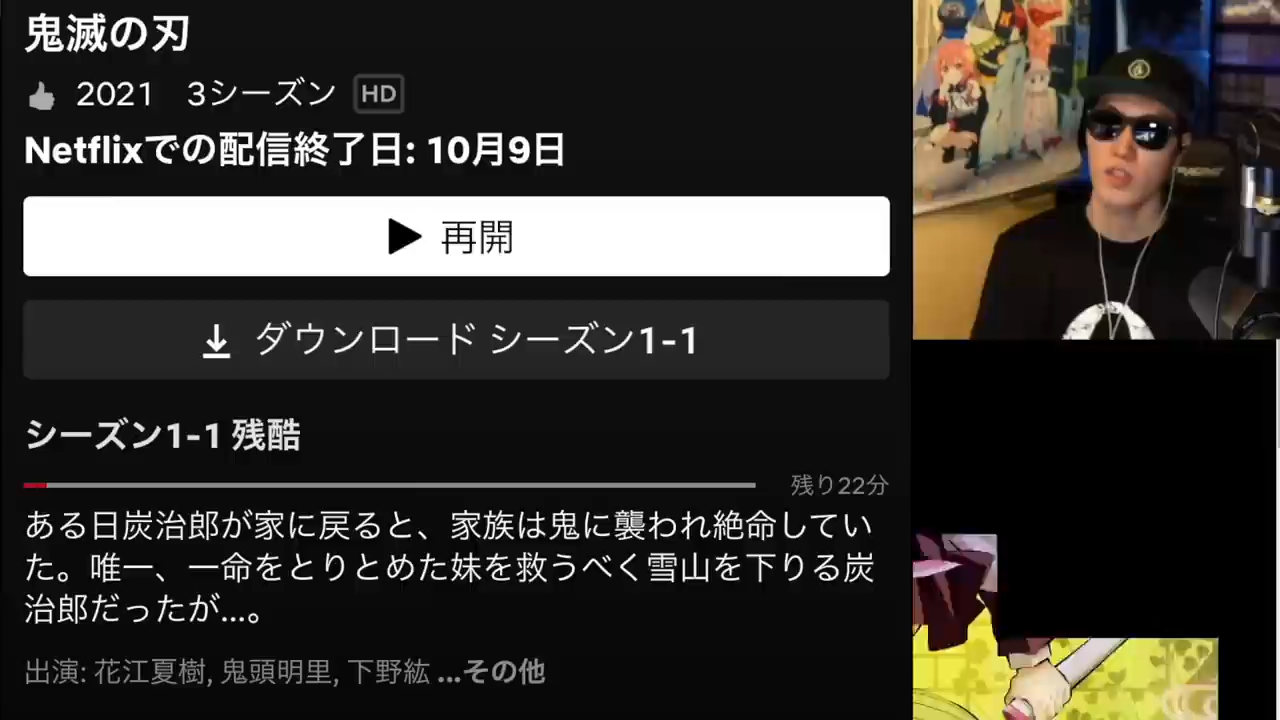 鬼滅の刃
2021 3シーズン HD
Netflixでの配信終了日: 10月9日
再開
ダウンロード シーズン1-1
シーズン1-1 残酷
残り22分
ある日炭治郎が家に戻ると、家族は鬼に襲われ絶命してい
た。唯一、一命をとりとめた妹を救うべく雪山を下りる炭
治郎だったが...。
出演: 花江夏樹, 鬼頭明里, 下野紘 ...その他